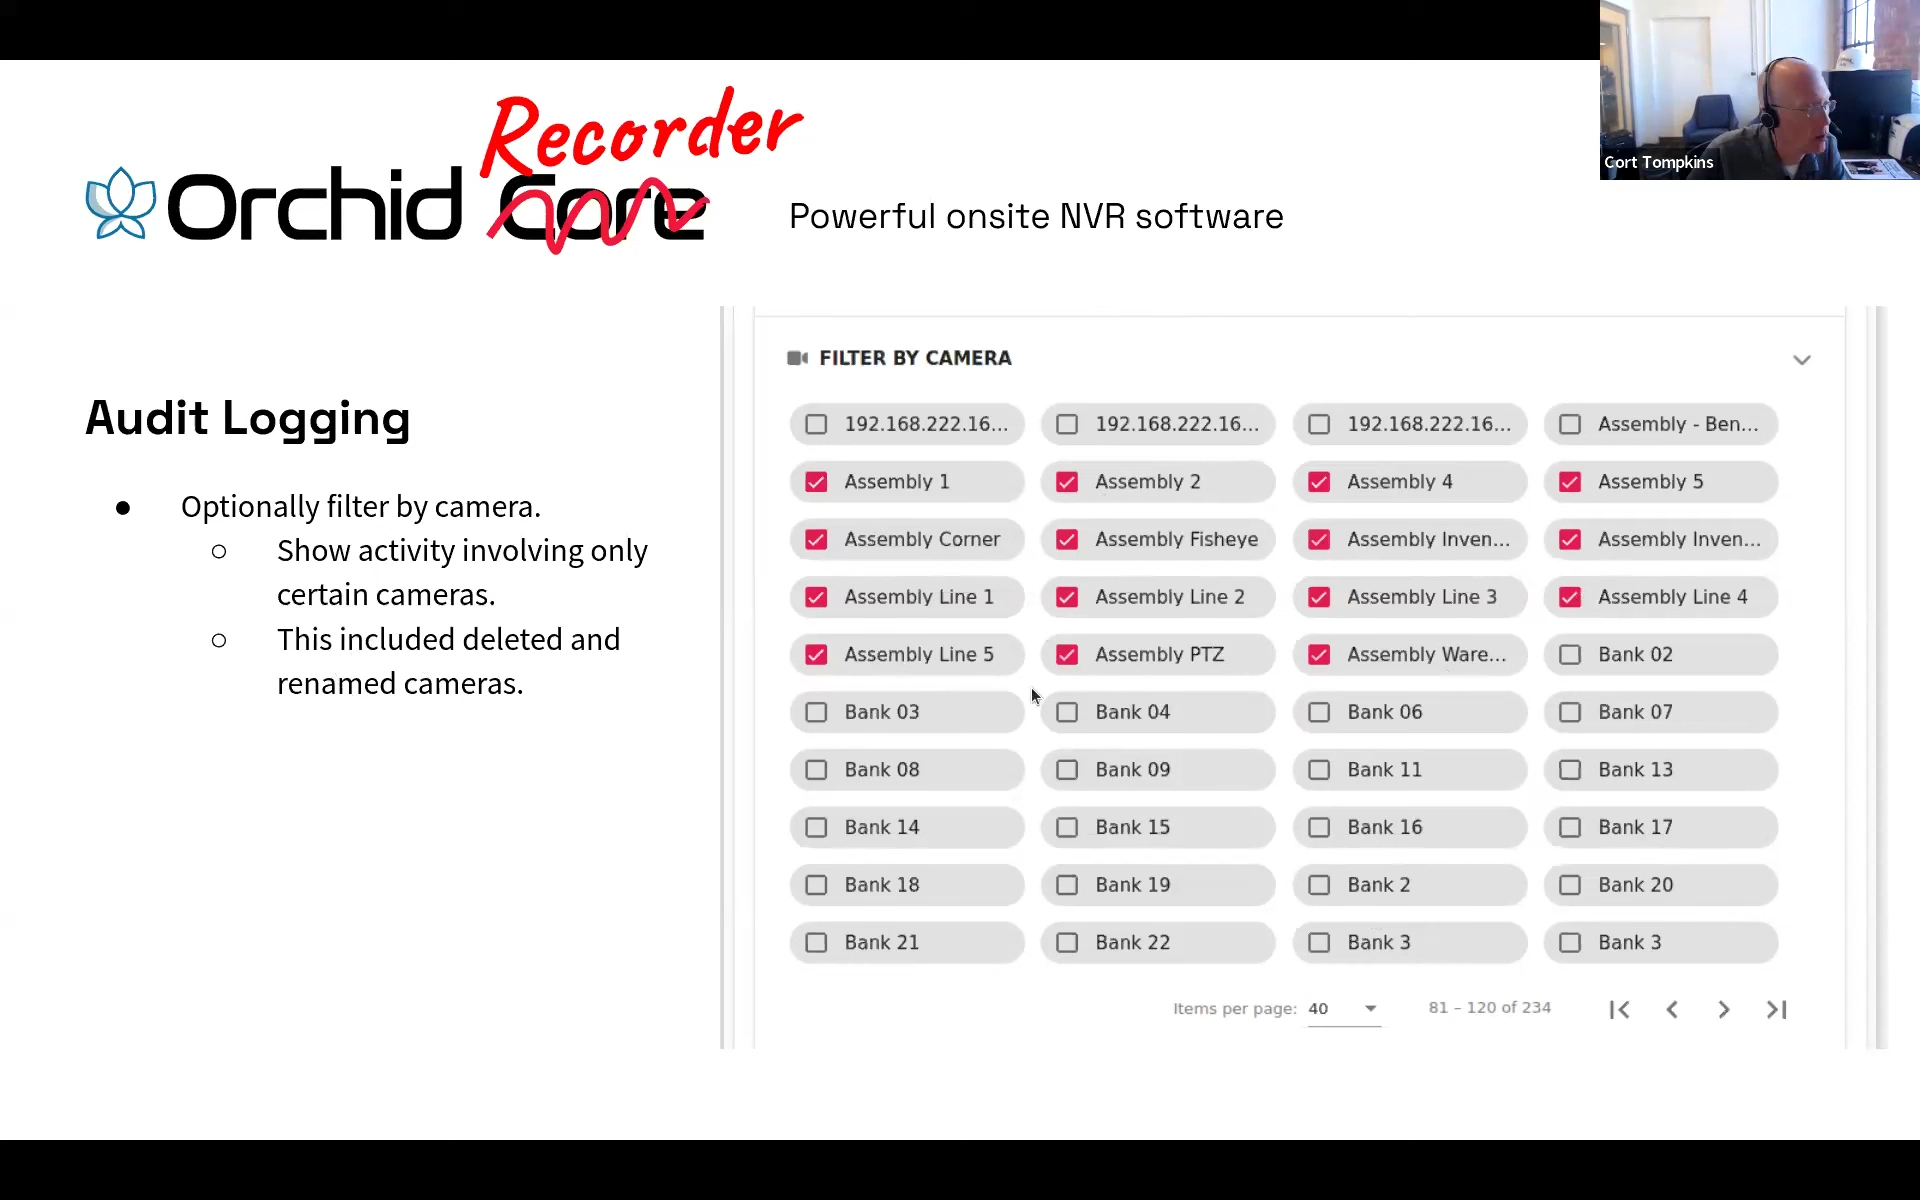 Cort Tompkins
Recorder
Orchid Core
Powerful onsite NVR software
Audit Logging
● Optionally filter by camera.
○ Show activity involving only
certain cameras.
○ This included deleted and
renamed cameras.
FILTER BY CAMERA
192.168.222.16... 192.168.222.16... 192.168.222.16... Assembly - Ben...
Assembly 1 Assembly 2 Assembly 4 Assembly 5
Assembly Corner Assembly Fisheye Assembly Inven... Assembly Inven...
Assembly Line 1 Assembly Line 2 Assembly Line 3 Assembly Line 4
Assembly Line 5 Assembly PTZ Assembly Ware... Bank 02
Bank 03 Bank 04 Bank 06 Bank 07
Bank 08 Bank 09 Bank 11 Bank 13
Bank 14 Bank 15 Bank 16 Bank 17
Bank 18 Bank 19 Bank 2 Bank 20
Bank 21 Bank 22 Bank 3 Bank 3
Items per page: 40 81 – 120 of 234